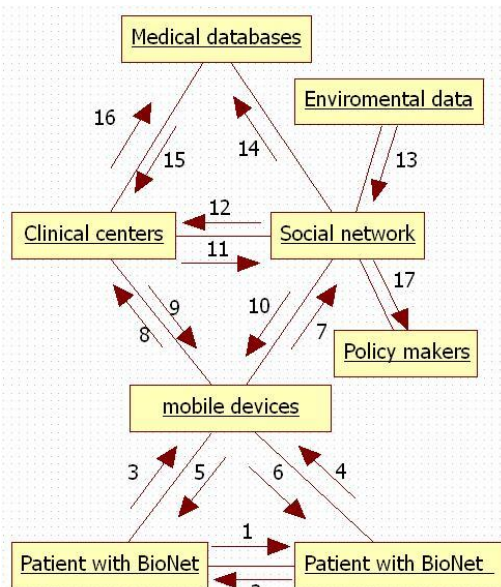 Medical databases
Enviromental data
16
15
14
13
12
Clinical centers
Social network
11
17
9
10
8
7
Policy makers
mobile devices
3
5
6
4
1
Patient with BioNet
Patient with BioNet